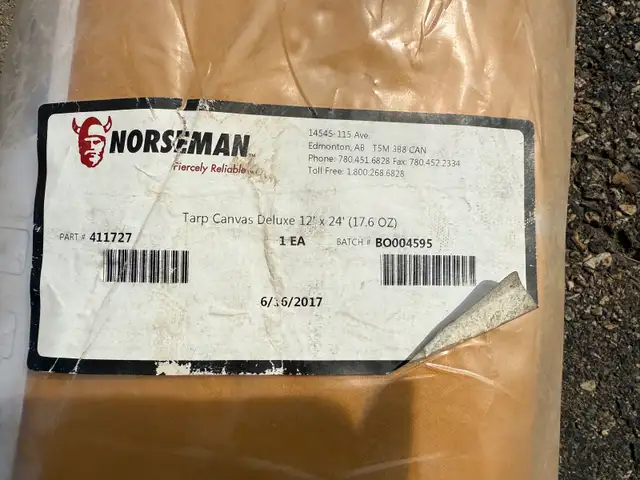 NORSEMAN™
Fiercely Reliable
14545-115 Ave.
Edmonton, AB T5M 3B8 CAN
Phone: 780.451.6828 Fax: 780.452.2334
Toll Free: 1.800.268.6828
Tarp Canvas Deluxe 12' x 24' (17.6 OZ)
PART # 411727
1 EA
BATCH # BO004595
6/16/2017